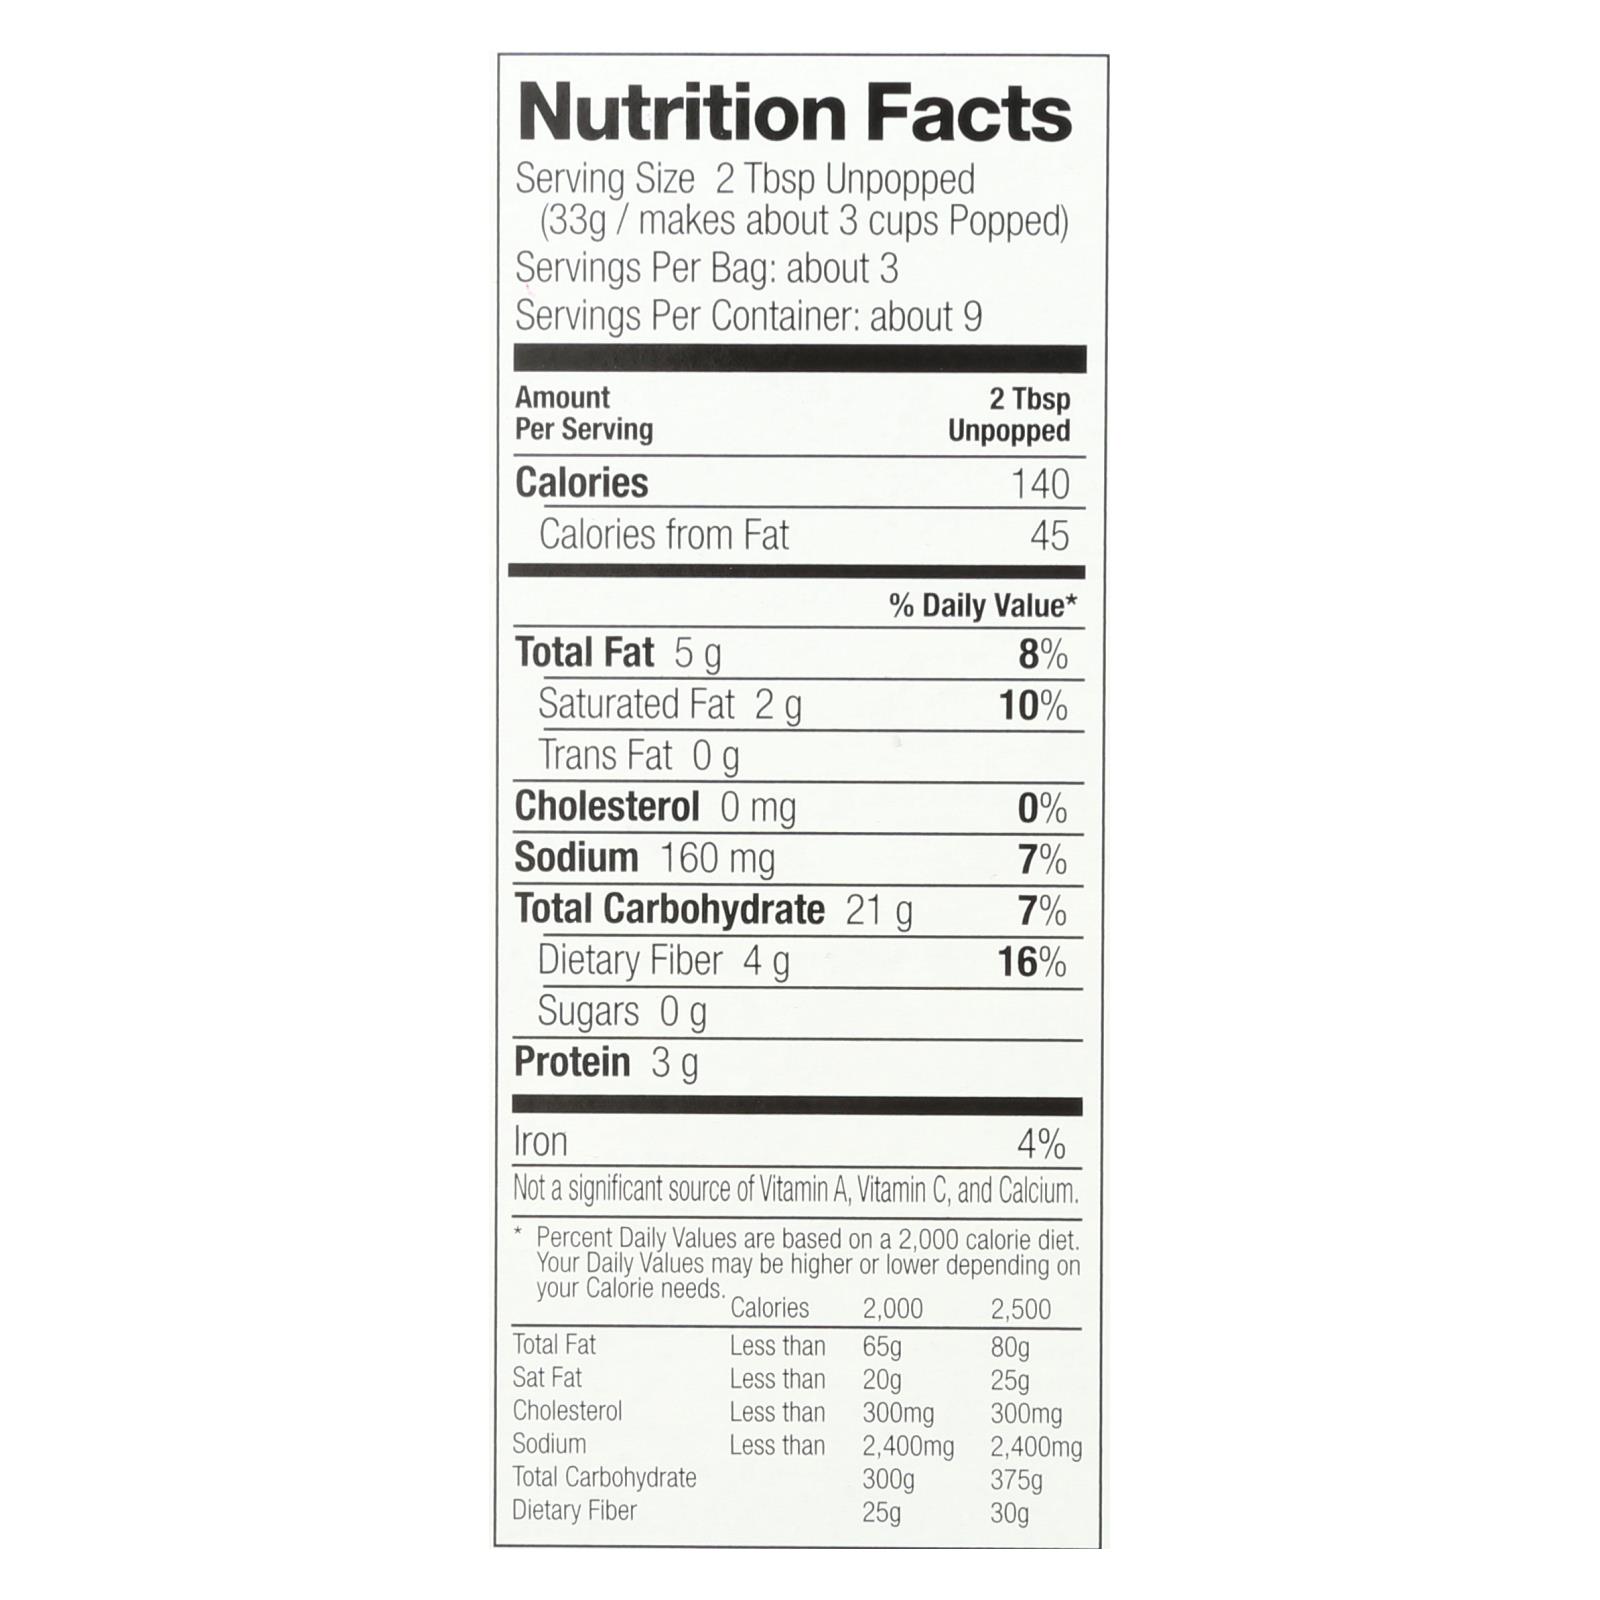 Nutrition Facts
Serving Size 2 Tbsp Unpopped
(33g / makes about 3 cups Popped)
Servings Per Bag: about 3
Servings Per Container: about 9
Amount 2 Tbsp
Per Serving Unpopped
Calories 140
Calories from Fat 45
% Daily Value*
Total Fat 5 g 8%
Saturated Fat 2 g 10%
Trans Fat 0 g
Cholesterol 0 mg 0%
Sodium 160 mg 7%
Total Carbohydrate 21 g 7%
Dietary Fiber 4 g 16%
Sugars 0 g
Protein 3 g
Iron 4%
Not a significant source of Vitamin A, Vitamin C, and Calcium.
* Percent Daily Values are based on a 2,000 calorie diet.
Your Daily Values may be higher or lower depending on
your Calorie needs.
Calories 2,000 2,500
Total Fat Less than 65g 80g
Sat Fat Less than 20g 25g
Cholesterol Less than 300mg 300mg
Sodium Less than 2,400mg 2,400mg
Total Carbohydrate 300g 375g
Dietary Fiber 25g 30g